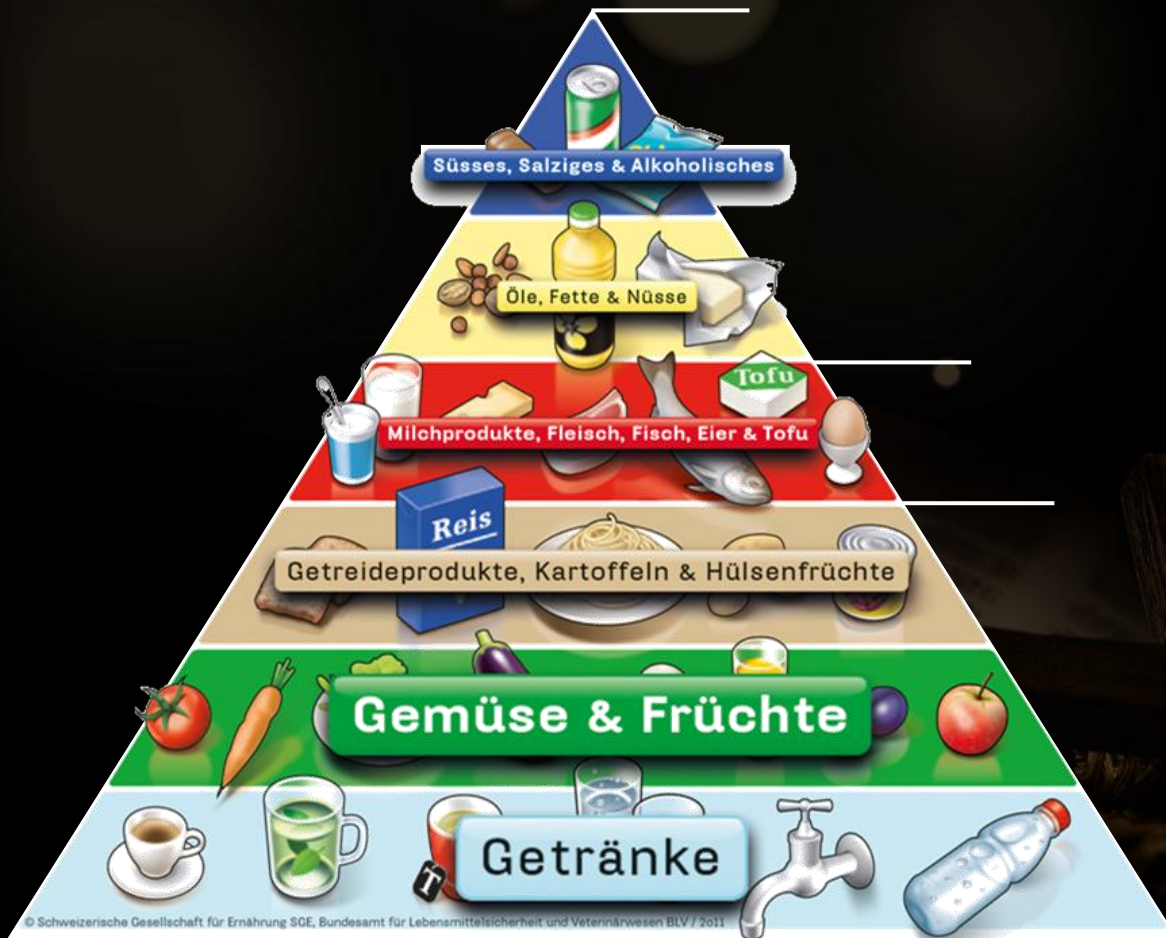 Süsses, Salziges & Alkoholisches
Öle, Fette & Nüsse
Tofu
Milchprodukte, Fleisch, Fisch, Eier & Tofu
Reis
Getreideprodukte, Kartoffeln & Hülsenfrüchte
Gemüse & Früchte
Getränke
T
© Schweizerische Gesellschaft für Ernährung SGE, Bundesamt für Lebensmittelsicherheit und Veterinärwesen BLV / 2o11